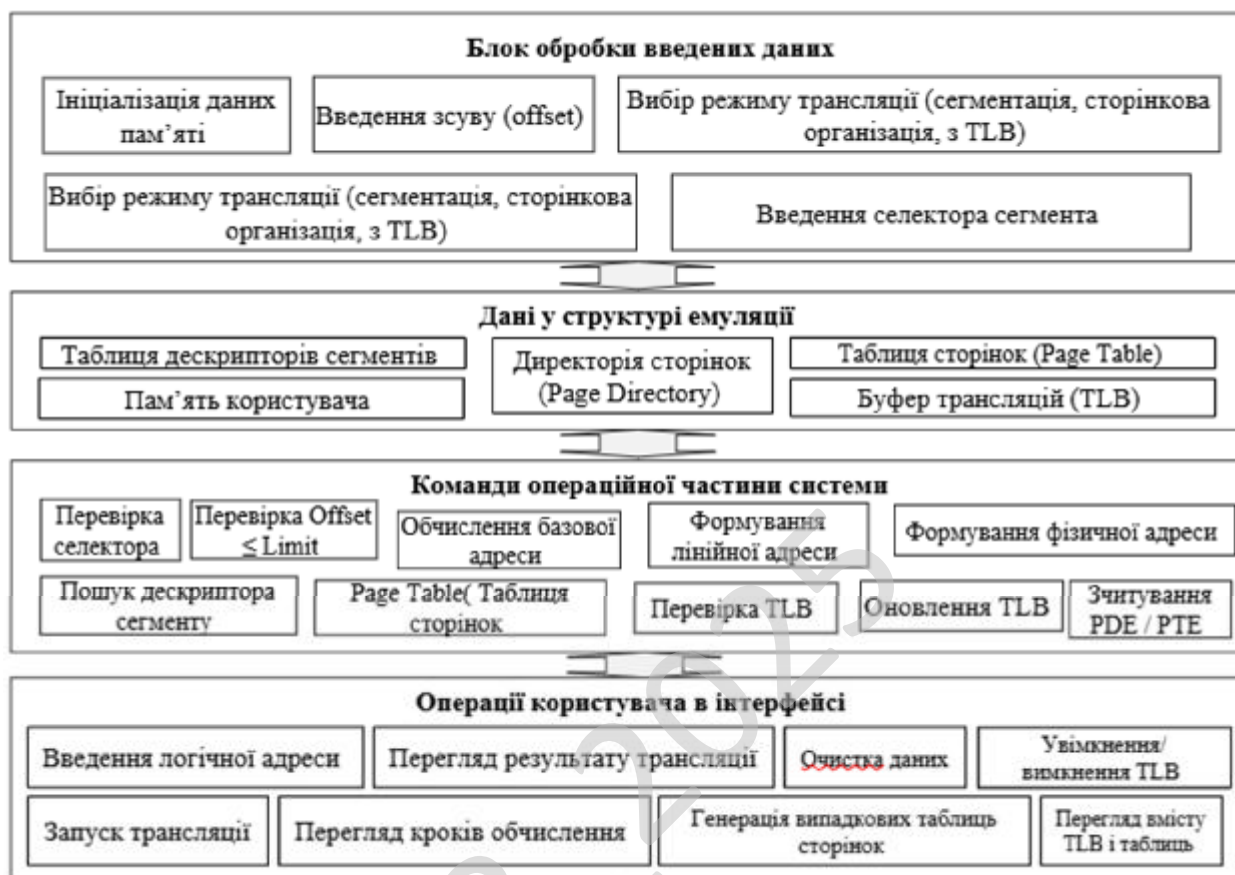 Блок обробки введених даних
Ініціалізація даних
пам’яті
Введення зсуву (offset)
Вибір режиму трансляції (сегментація, сторінкова
організація, з TLB)
Вибір режиму трансляції (сегментація, сторінкова
організація, з TLB)
Введення селектора сегмента
Дані у структурі емуляції
Таблиця дескрипторів сегментів
Пам’ять користувача
Директорія сторінок
(Page Directory)
Таблиця сторінок (Page Table)
Буфер трансляцій (TLB)
Команди операційної частини системи
Перевірка
селектора
Перевірка Offset
≤ Limit
Обчислення базової
адреси
Формування
лінійної адреси
Формування фізичної адреси
Пошук дескриптора
сегменту
Page Table( Таблиця
сторінок
Перевірка TLB
Оновлення TLB
Зчитування
PDE / PTE
Операції користувача в інтерфейсі
Введення логічної адреси
Перегляд результату трансляції
Очистка даних
Увімкнення/
вимкнення TLB
Запуск трансляції
Перегляд кроків обчислення
Генерація випадкових таблиць
сторінок
Перегляд вмісту
TLB і таблиць
2025